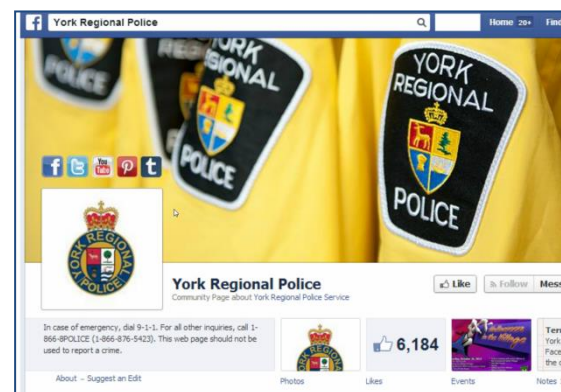 York Regional Police
Home 20+
YORK
REGIONAL
POLICE
YORK
REGIONAL
POLICE
POLICE
You
Tube
YORK REGIONAL
POLICE
York Regional Police
Community Page about York Regional Police Service
Like
Follow
In case of emergency, dial 9-1-1. For all other inquiries, call 1-
866-8POLICE (1-866-876-5423). This web page should not be
used to report a crime.
About - Suggest an Edit
6,184
Photos
Likes
Events
Notes